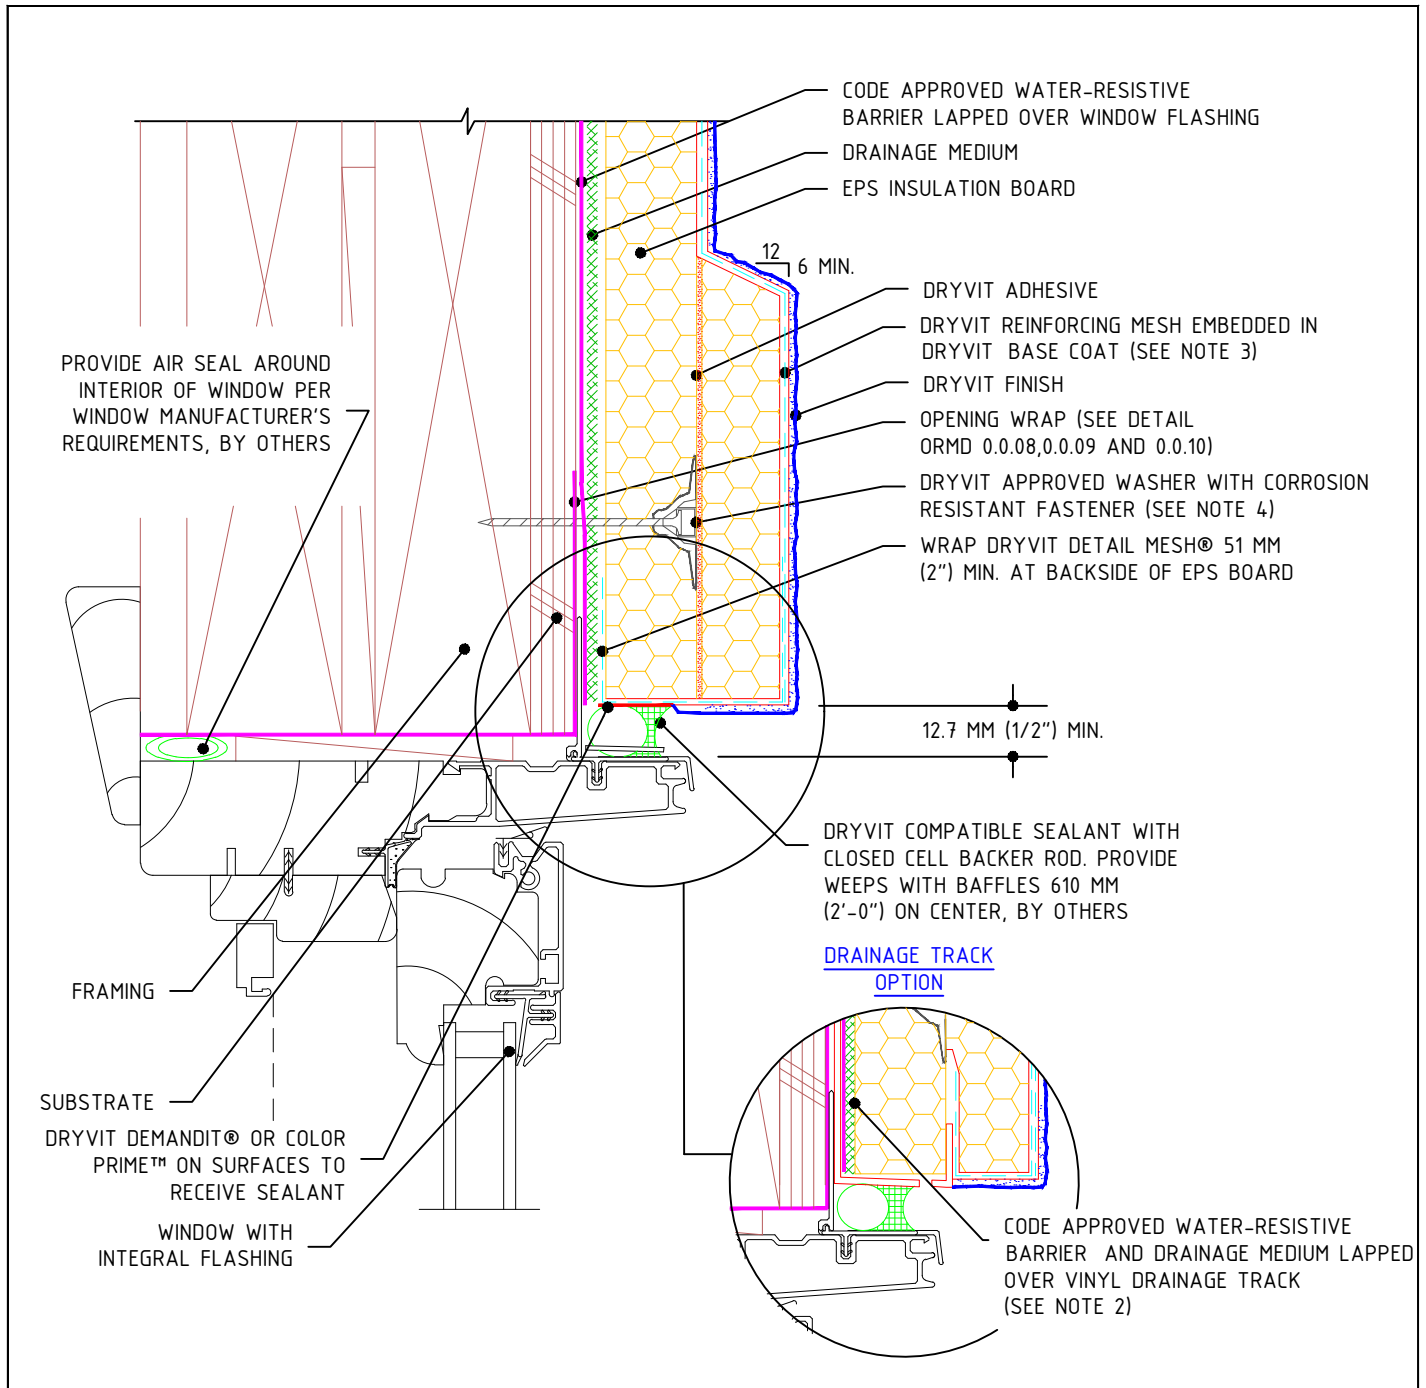 CODE APPROVED WATER-RESISTIVE
BARRIER LAPPED OVER WINDOW FLASHING
DRAINAGE MEDIUM
EPS INSULATION BOARD
12
6 MIN.
DRYVIT ADHESIVE
DRYVIT REINFORCING MESH EMBEDDED IN
DRYVIT BASE COAT (SEE NOTE 3)
DRYVIT FINISH
OPENING WRAP (SEE DETAIL
ORMD 0.0.08,0.0.09 AND 0.0.10)
DRYVIT APPROVED WASHER WITH CORROSION
RESISTANT FASTENER (SEE NOTE 4)
WRAP DRYVIT DETAIL MESH® 51 MM
(2") MIN. AT BACKSIDE OF EPS BOARD
PROVIDE AIR SEAL AROUND
INTERIOR OF WINDOW PER
WINDOW MANUFACTURER'S
REQUIREMENTS, BY OTHERS
12.7 MM (1/2") MIN.
DRYVIT COMPATIBLE SEALANT WITH
CLOSED CELL BACKER ROD. PROVIDE
WEEPS WITH BAFFLES 610 MM
(2'-0") ON CENTER, BY OTHERS
DRAINAGE TRACK
OPTION
FRAMING
SUBSTRATE
DRYVIT DEMANDIT® OR COLOR
PRIME™ ON SURFACES TO
RECEIVE SEALANT
WINDOW WITH
INTEGRAL FLASHING
CODE APPROVED WATER-RESISTIVE
BARRIER AND DRAINAGE MEDIUM LAPPED
OVER VINYL DRAINAGE TRACK
(SEE NOTE 2)